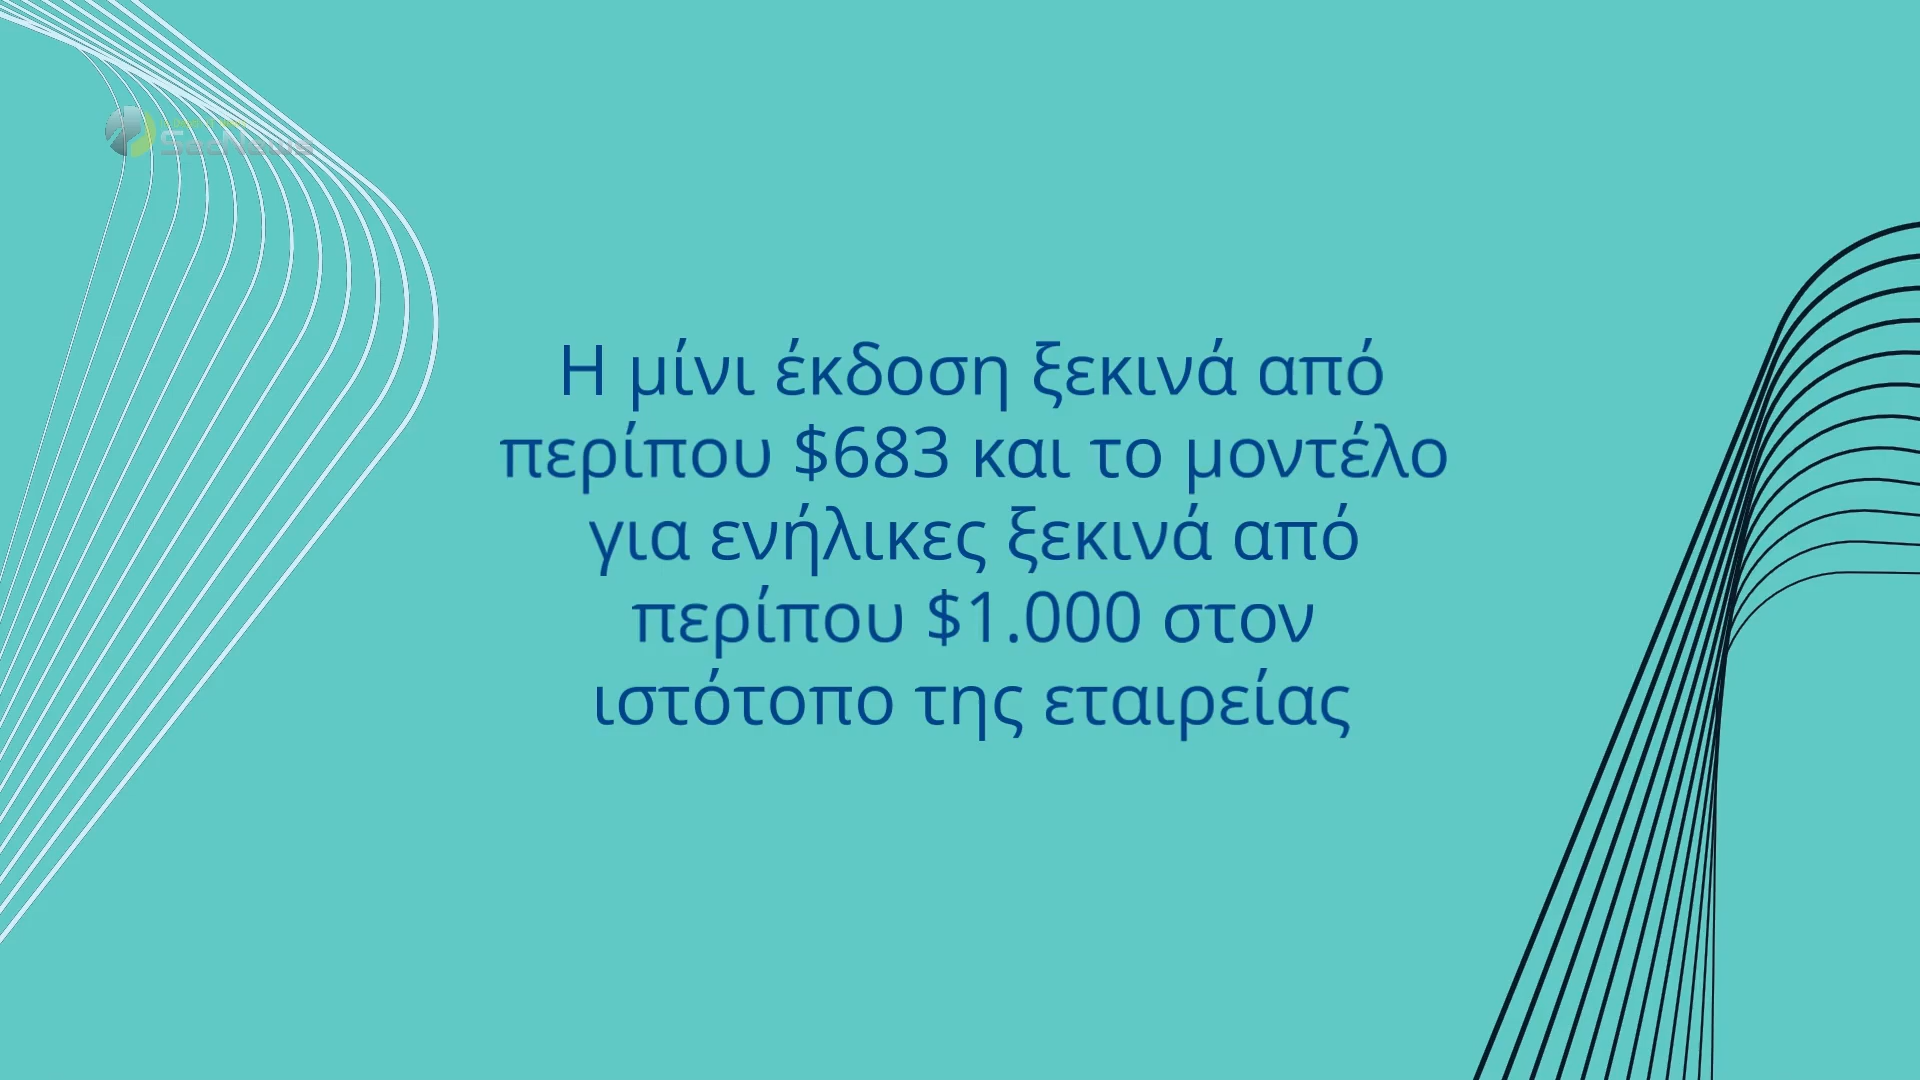 SecNews
Η μίνι έκδοση ξεκινά από
περίπου $683 και το μοντέλο
για ενήλικες ξεκινά από
περίπου $1.000 στον
ιστότοπο της εταιρείας